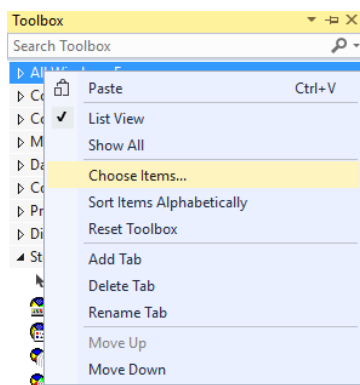 Toolbox
Search Toolbox
Paste Ctrl+V
List View
Show All
Choose Items...
Sort Items Alphabetically
Reset Toolbox
Add Tab
Delete Tab
Rename Tab
Move Up
Move Down